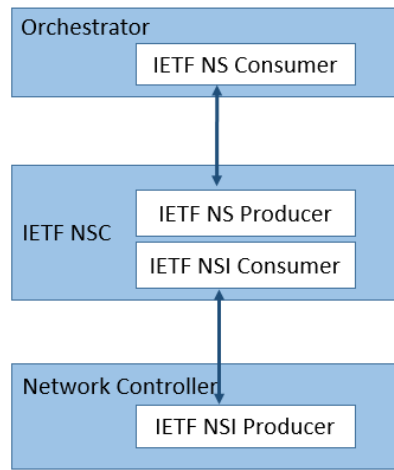 Orchestrator
IETF NS Consumer
IETF NSC
IETF NS Producer
IETF NSI Consumer
Network Controller
IETF NSI Producer